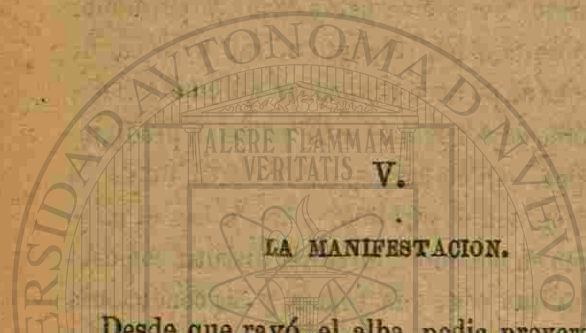 UNIVERSIDAD AUTONOMA DE NUEVO
ALERE FLAMMAM
VERITATIS
V.
LA MANIFESTACION.
Desde que rayó el alba, podia preve